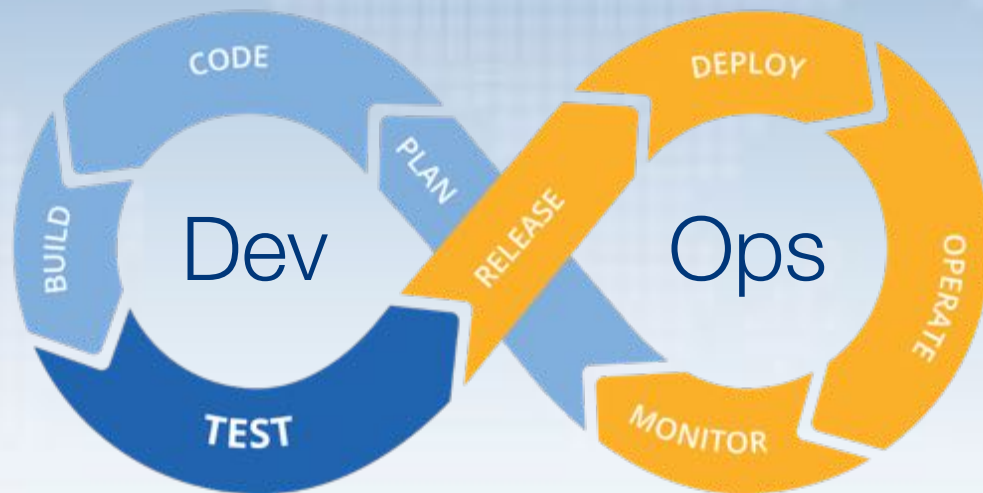 CODE
DEPLOY
PLAN
BUILD
Dev
RELEASE
Ops
OPERATE
TEST
MONITOR